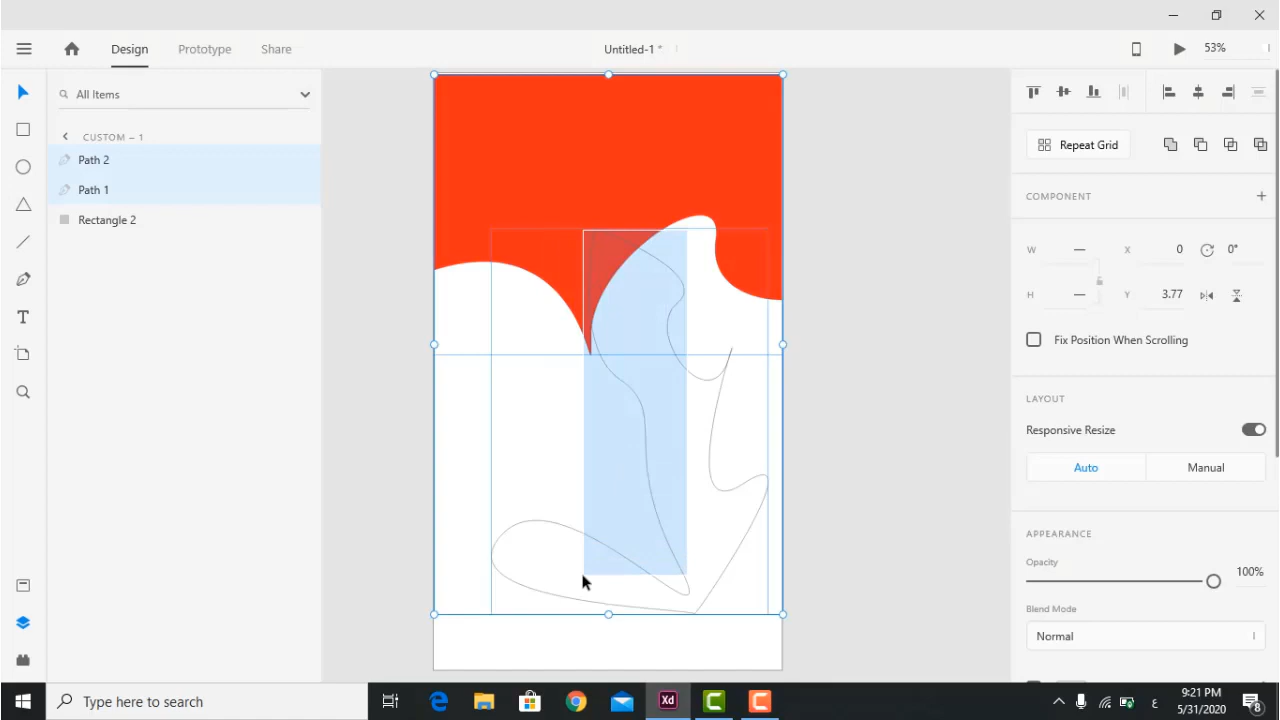 Design
Prototype
Share
Untitled-1 *
53%
All Items
CUSTOM – 1
Path 2
Path 1
Rectangle 2
Repeat Grid
COMPONENT
W — X 0 0°
H — Y 3.77
Fix Position When Scrolling
LAYOUT
Responsive Resize
Auto
Manual
APPEARANCE
Opacity
100%
Blend Mode
Normal
Type here to search
Xd
ع
9:21 PM
5/31/2020
8